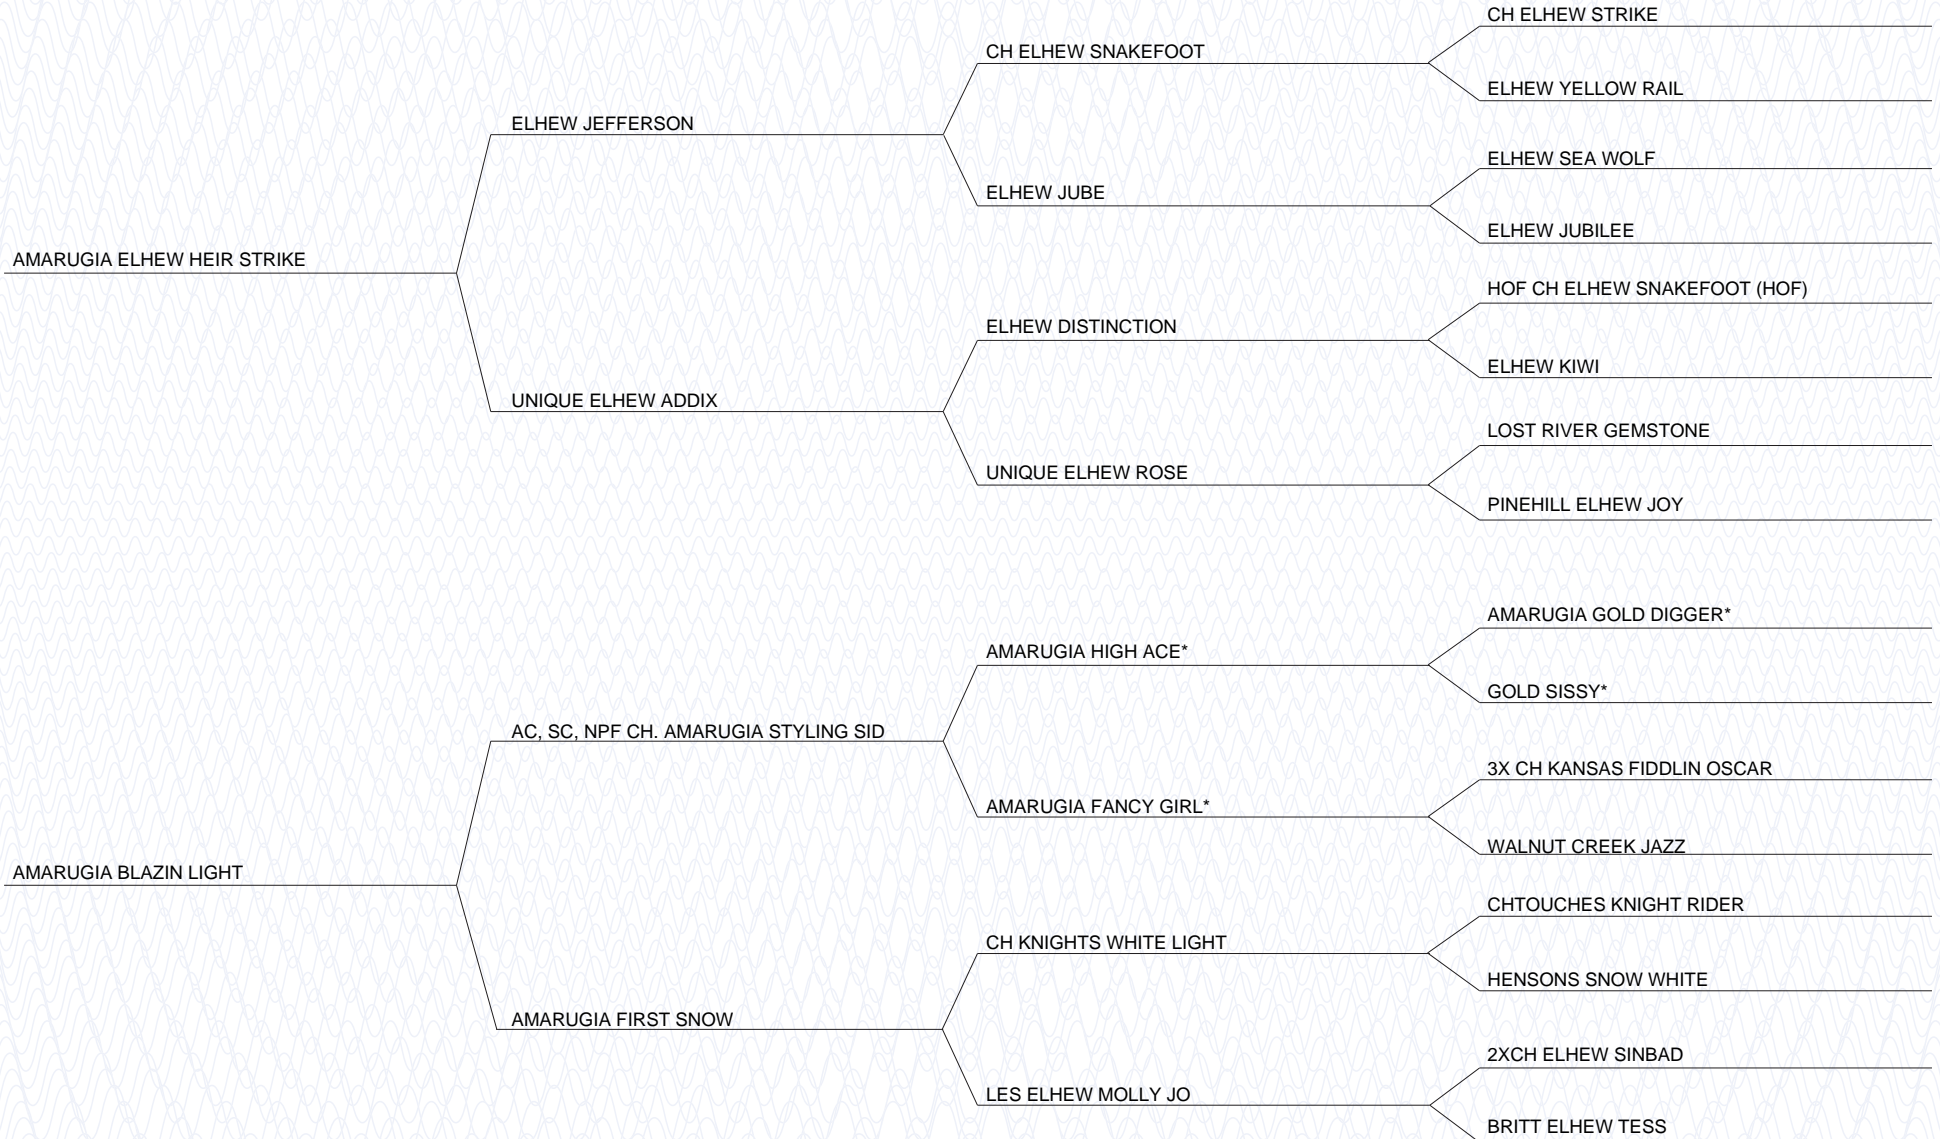 CH ELHEW STRIKE
CH ELHEW SNAKEFOOT
ELHEW YELLOW RAIL
ELHEW JEFFERSON
ELHEW SEA WOLF
ELHEW JUBE
ELHEW JUBILEE
AMARUGIA ELHEW HEIR STRIKE
HOF CH ELHEW SNAKEFOOT (HOF)
ELHEW DISTINCTION
ELHEW KIWI
UNIQUE ELHEW ADDIX
LOST RIVER GEMSTONE
UNIQUE ELHEW ROSE
PINEHILL ELHEW JOY
AMARUGIA GOLD DIGGER*
AMARUGIA HIGH ACE*
GOLD SISSY*
AC, SC, NPF CH. AMARUGIA STYLING SID
3X CH KANSAS FIDDLIN OSCAR
AMARUGIA FANCY GIRL*
WALNUT CREEK JAZZ
AMARUGIA BLAZIN LIGHT
CHTOUCHES KNIGHT RIDER
CH KNIGHTS WHITE LIGHT
HENSONS SNOW WHITE
AMARUGIA FIRST SNOW
2XCH ELHEW SINBAD
LES ELHEW MOLLY JO
BRITT ELHEW TESS